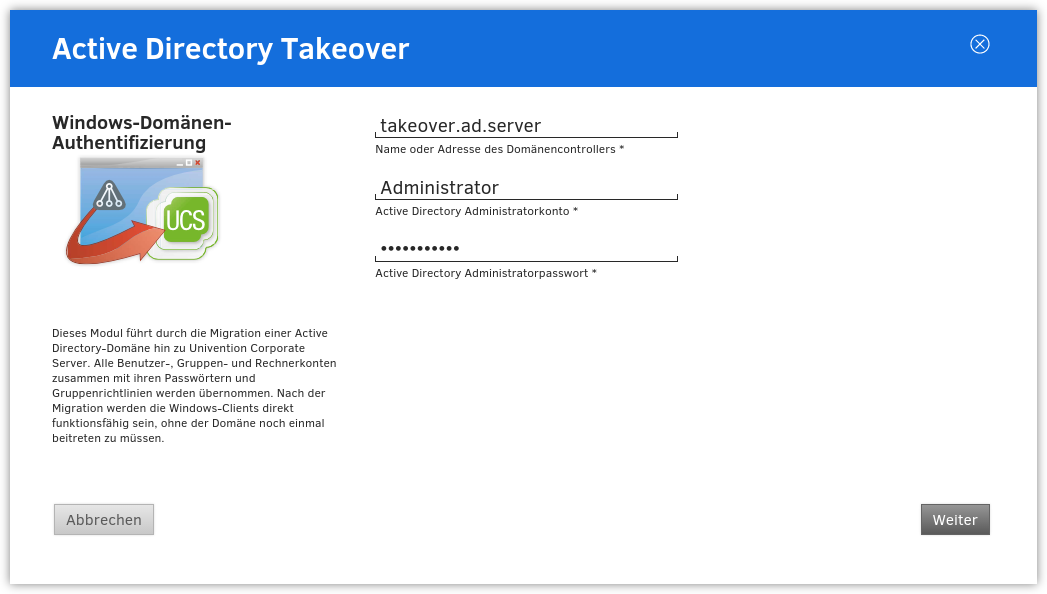 Active Directory Takeover
Windows-Domänen-
Authentifizierung
UCS
takeover.ad.server
Name oder Adresse des Domänencontrollers *
Administrator
Active Directory Administratorkonto *
•••••••••••
Active Directory Administratorpasswort *
Dieses Modul führt durch die Migration einer Active
Directory-Domäne hin zu Univention Corporate
Server. Alle Benutzer-, Gruppen- und Rechnerkonten
zusammen mit ihren Passwörtern und
Gruppenrichtlinien werden übernommen. Nach der
Migration werden die Windows-Clients direkt
funktionsfähig sein, ohne der Domäne noch einmal
beitreten zu müssen.
Abbrechen
Weiter